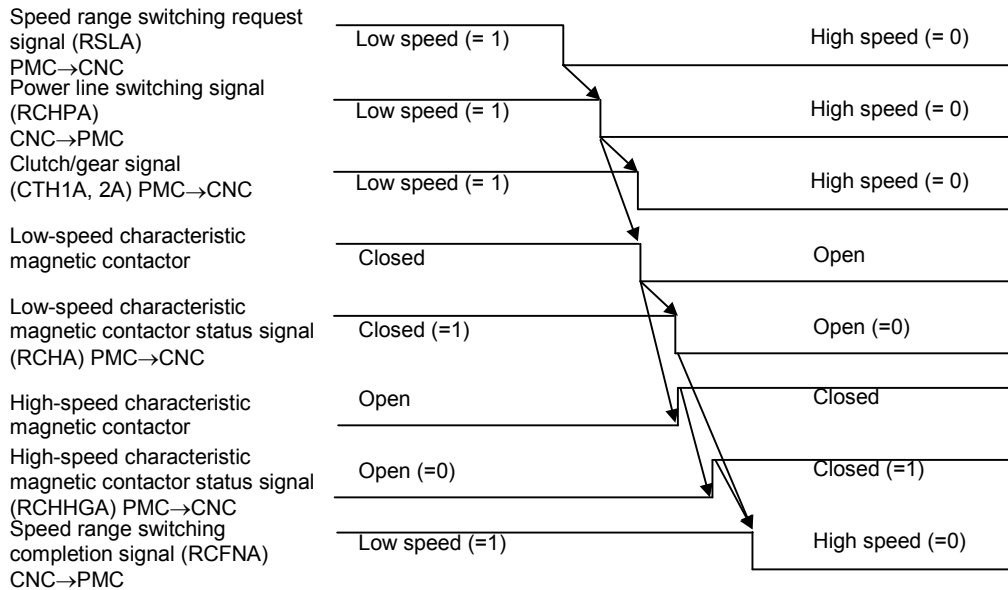 Speed range switching request
signal (RSLA)
PMC→CNC
Low speed (= 1)
High speed (= 0)
Power line switching signal
(RCHPA)
CNC→PMC
Low speed (= 1)
High speed (= 0)
Clutch/gear signal
(CTH1A, 2A) PMC→CNC
Low speed (= 1)
High speed (= 0)
Low-speed characteristic
magnetic contactor
Closed
Open
Low-speed characteristic
magnetic contactor status signal
(RCHA) PMC→CNC
Closed (=1)
Open (=0)
High-speed characteristic
magnetic contactor
Open
Closed
High-speed characteristic
magnetic contactor status signal
(RCHHGA) PMC→CNC
Open (=0)
Closed (=1)
Speed range switching
completion signal (RCFNA)
CNC→PMC
Low speed (=1)
High speed (=0)